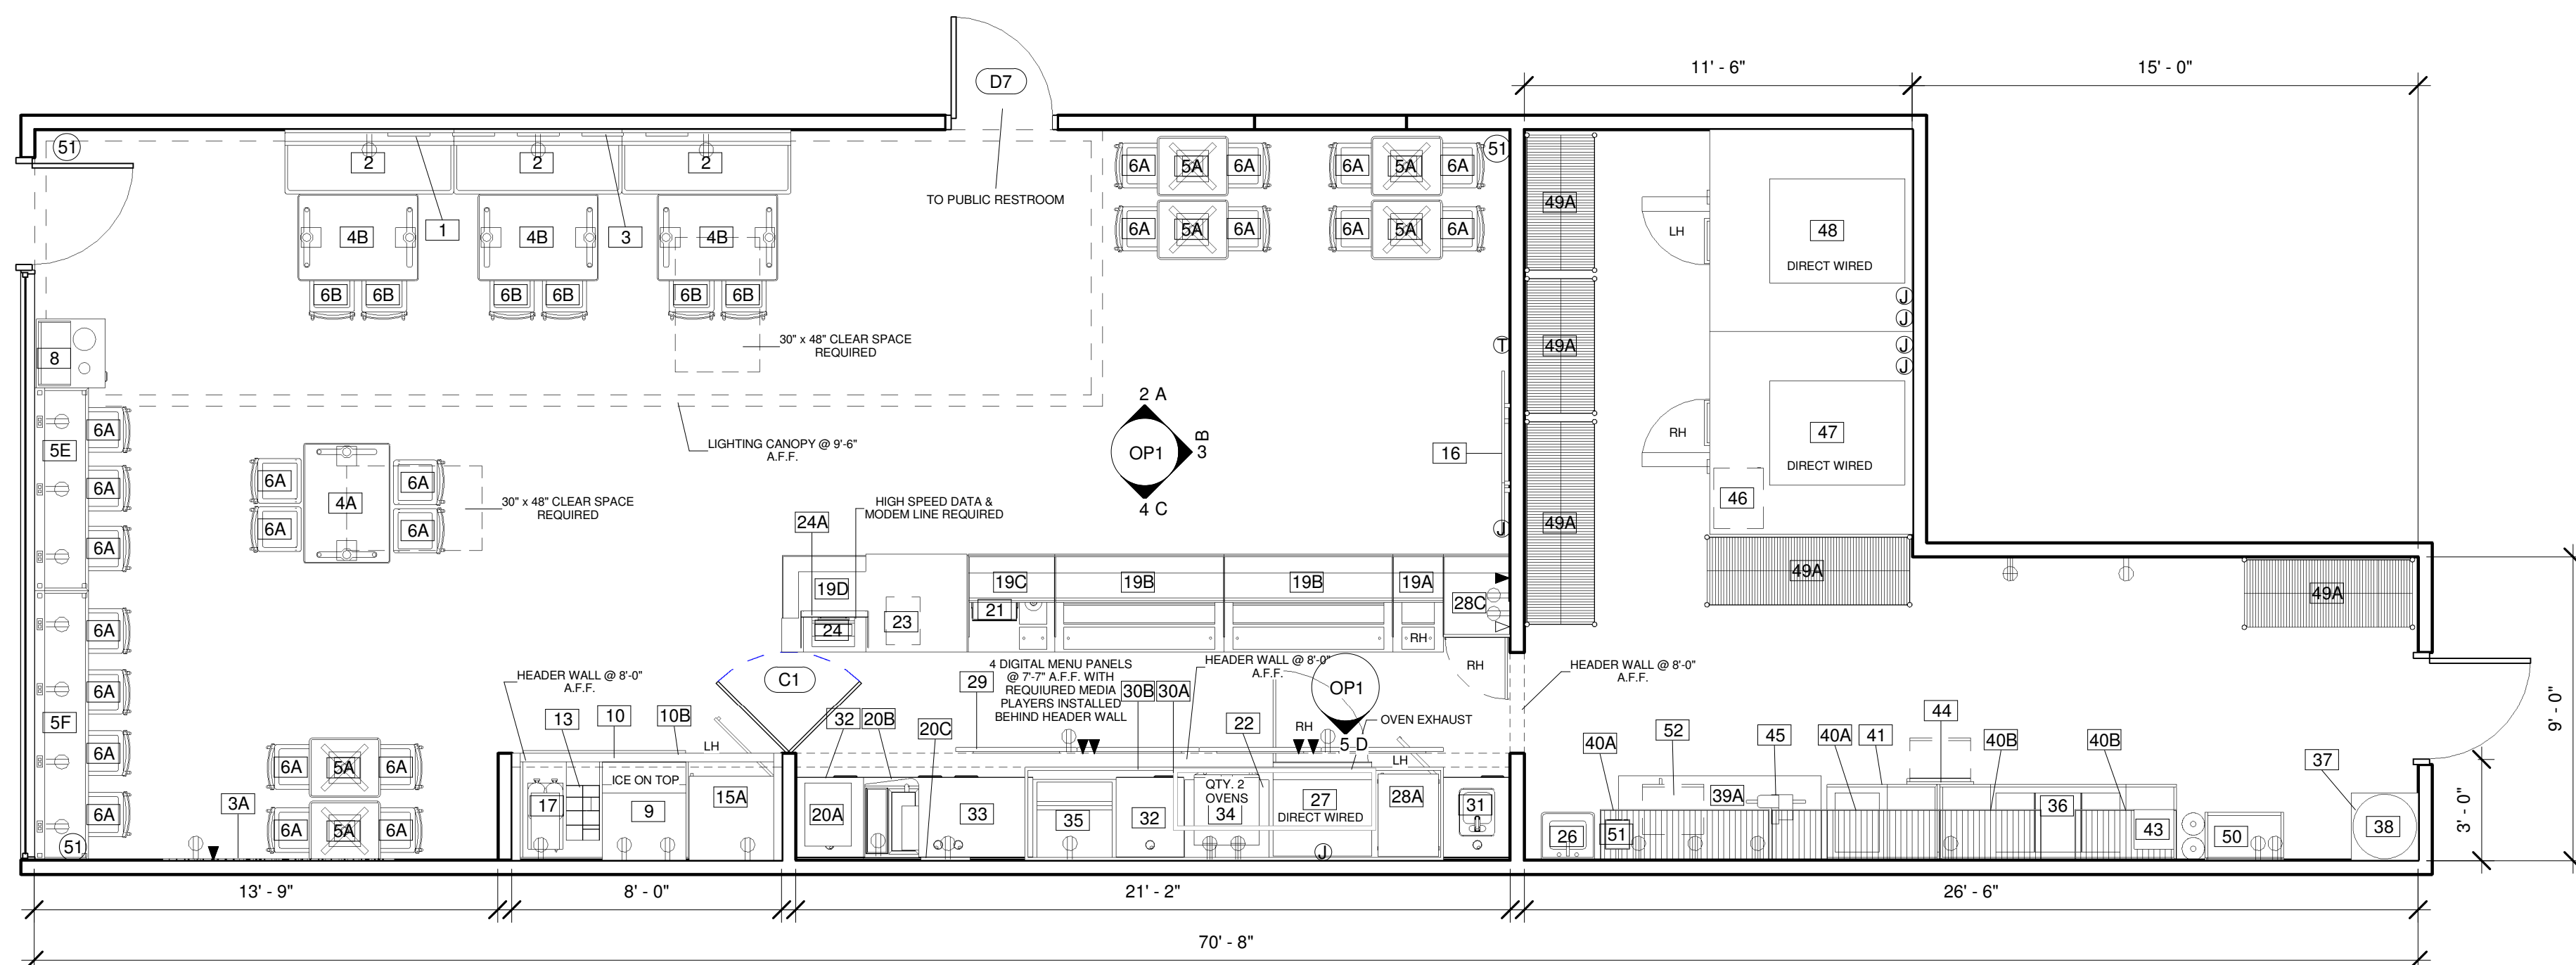 D7
11' - 6"
15' - 0"
51
2
2
2
TO PUBLIC RESTROOM
1
3
4B
4B
4B
6B
6B
6B
6B
6B
6B
30" x 48" CLEAR SPACE
REQUIRED
6A
5A
6A
6A
5A
6A
51
6A
5A
6A
6A
5A
6A
49A
49A
49A
LH
48
DIRECT WIRED
J
J
T
J
J
RH
47
DIRECT WIRED
46
49A
49A
8
5E
6A
6A
6A
5F
6A
6A
6A
6A
51
LIGHTING CANOPY @ 9'-6"
A.F.F.
6A
6A
4A
6A
6A
30" x 48" CLEAR SPACE
REQUIRED
2 A
OP1
B
3
4 C
16
J
HIGH SPEED DATA &
MODEM LINE REQUIRED
24A
19D
24
23
19C
21
19B
19B
19A
RH
28C
RH
HEADER WALL @ 8'-0"
A.F.F.
C1
29
4 DIGITAL MENU PANELS
@ 7'-7" A.F.F. WITH
REQUIURED MEDIA
PLAYERS INSTALLED
BEHIND HEADER WALL
HEADER WALL @ 8'-0"
A.F.F.
30B
30A
OP1
5 D
HEADER WALL @ 8'-0"
A.F.F.
13
10
10B
LH
32
20B
20C
22
RH
OVEN EXHAUST
LH
40A
52
45
40A
41
44
40B
40B
37
6A
5A
6A
6A
5A
6A
3A
17
ICE ON TOP
9
15A
20A
33
35
32
QTY. 2
OVENS
34
27
DIRECT WIRED
J
28A
31
26
51
39A
36
43
50
38
9' - 0"
3' - 0"
13' - 9"
8' - 0"
21' - 2"
26' - 6"
70' - 8"